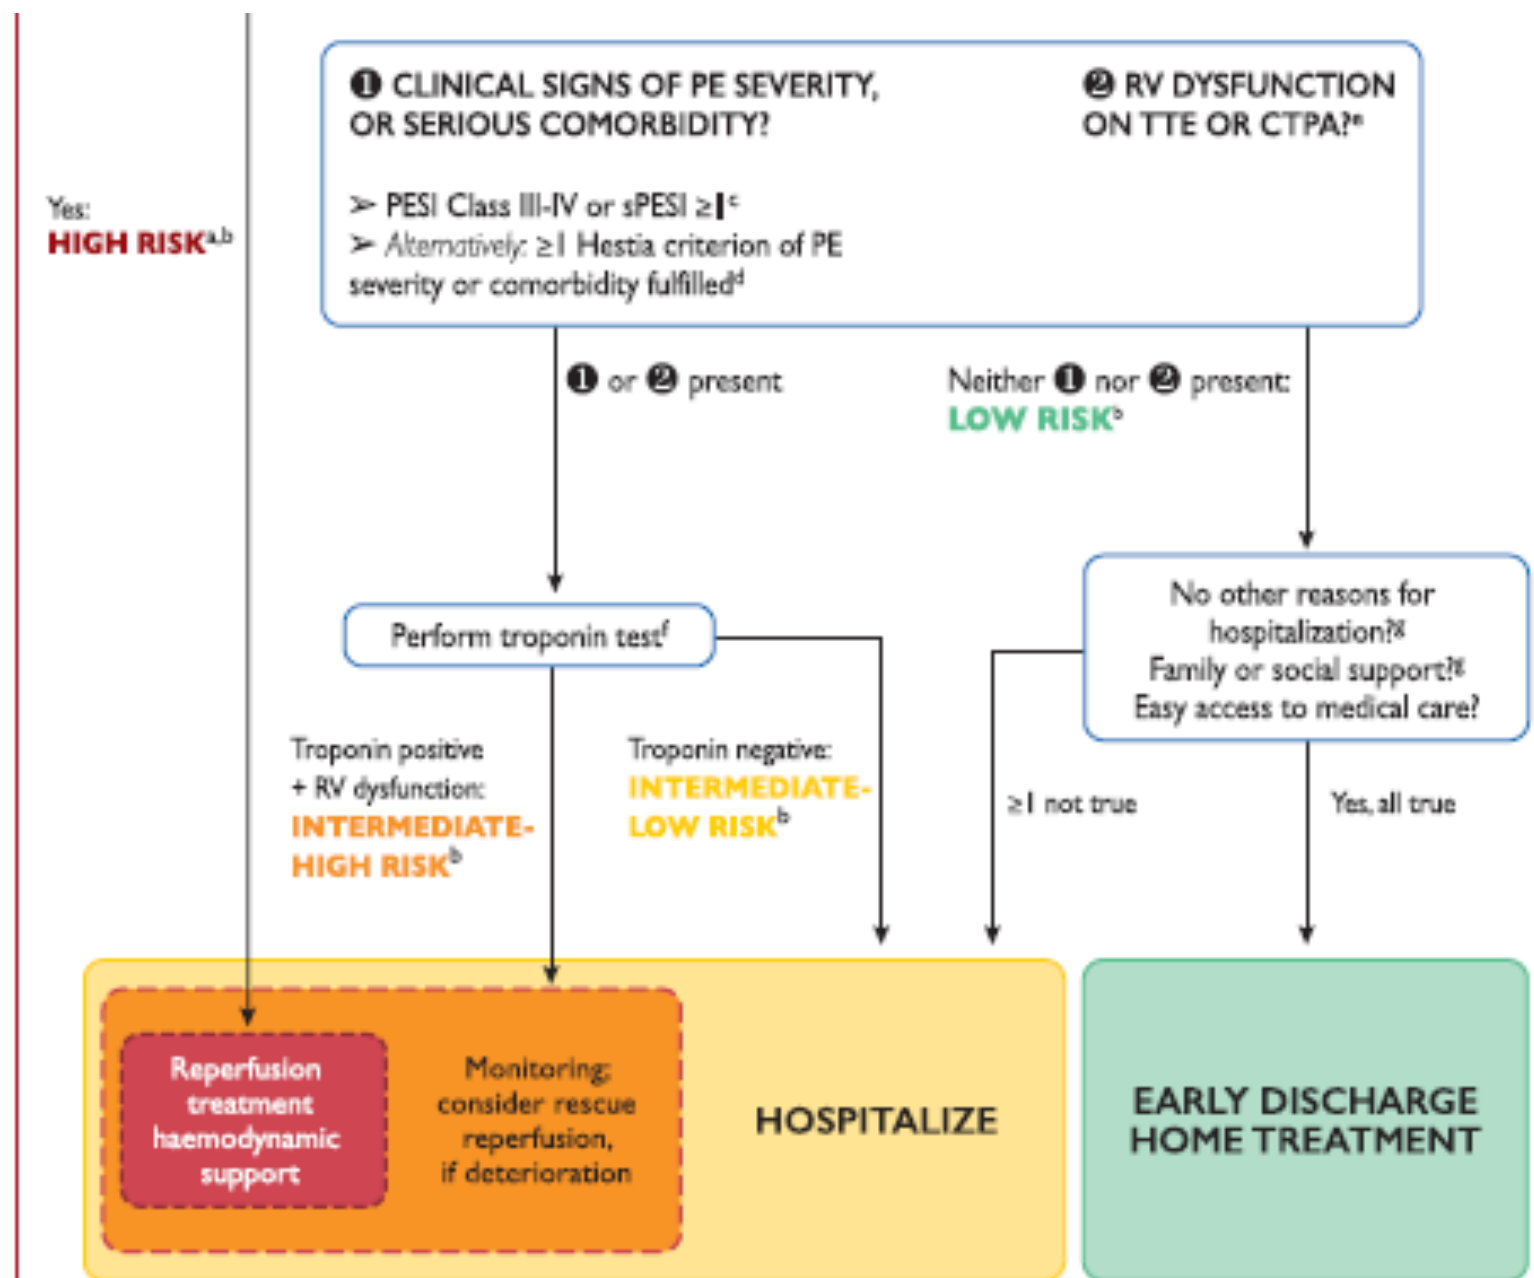 ❶ CLINICAL SIGNS OF PE SEVERITY,
OR SERIOUS COMORBIDITY?
❷ RV DYSFUNCTION
ON TTE OR CTPA?ᵉ
➢ PESI Class III-IV or sPESI ≥1ᶜ
➢ Alternatively: ≥1 Hestia criterion of PE
severity or comorbidity fulfilledᵈ
Yes:
HIGH RISKᵃ,ᵇ
❶ or ❷ present
Neither ❶ nor ❷ present:
LOW RISKᵇ
Perform troponin testᶠ
No other reasons for
hospitalization?ᵍ
Family or social support?ᵍ
Easy access to medical care?
Troponin positive
+ RV dysfunction:
INTERMEDIATE-
HIGH RISKᵇ
Troponin negative:
INTERMEDIATE-
LOW RISKᵇ
≥1 not true
Yes, all true
Reperfusion
treatment
haemodynamic
support
Monitoring;
consider rescue
reperfusion,
if deterioration
HOSPITALIZE
EARLY DISCHARGE
HOME TREATMENT